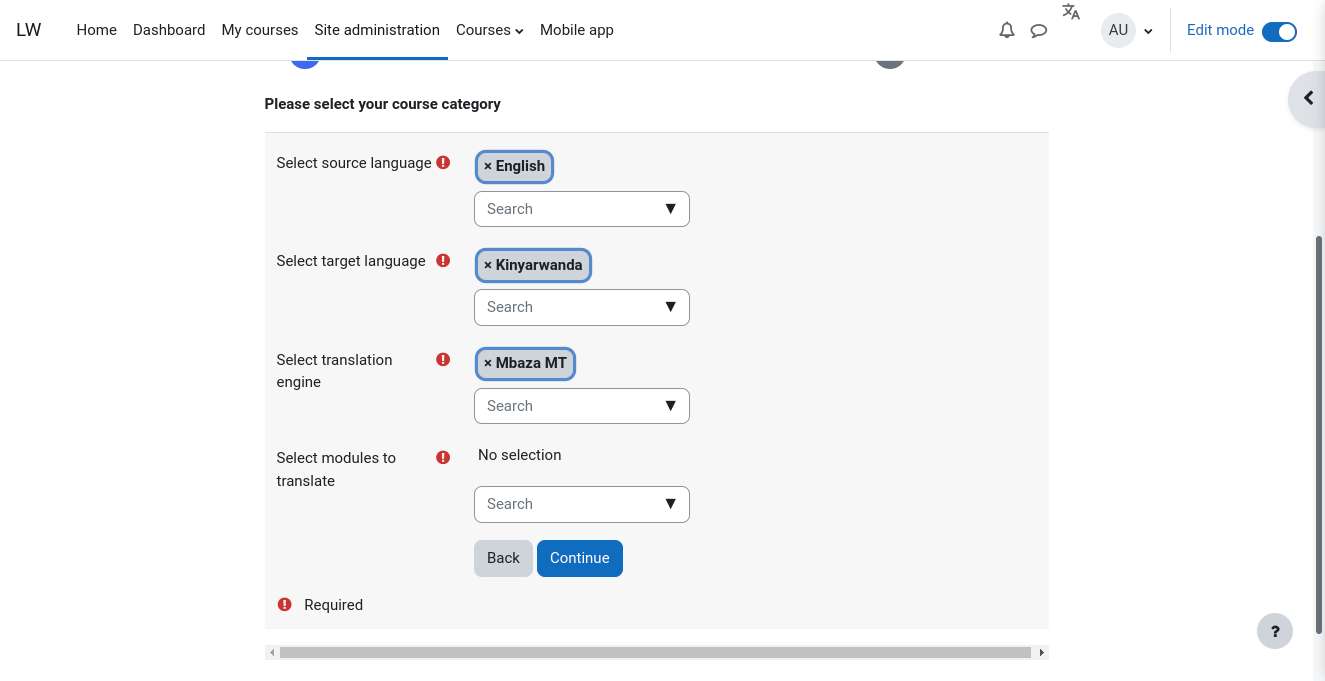 LW Home Dashboard My courses Site administration Courses Mobile app AU Edit mode
Please select your course category
Select source language
× English
Search
Select target language
× Kinyarwanda
Search
Select translation
engine
× Mbaza MT
Search
Select modules to
translate
No selection
Search
Back Continue
Required
?